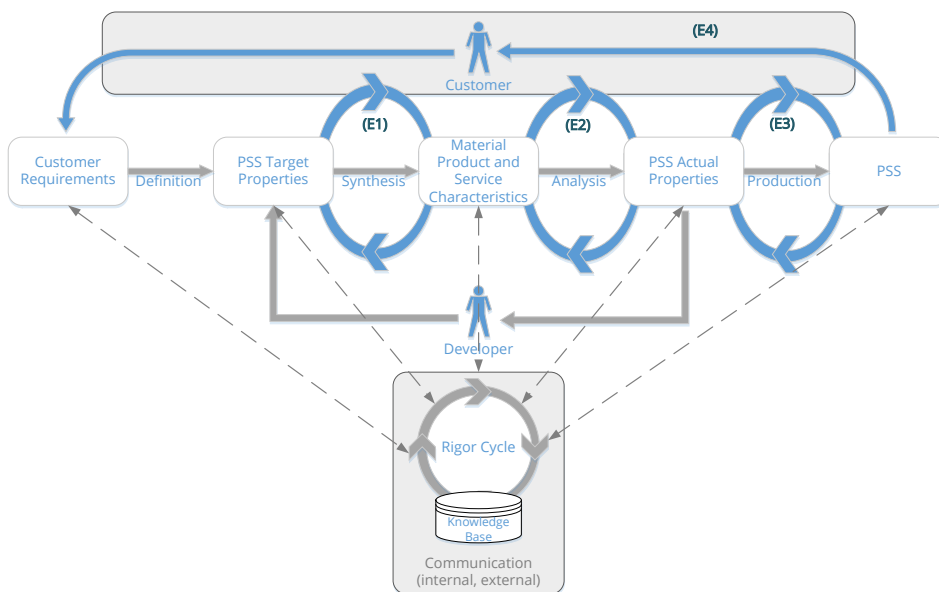 (E4)
Customer
(E1)
(E2)
(E3)
Customer
Requirements
Definition
PSS Target
Properties
Synthesis
Material
Product and
Service
Characteristics
Analysis
PSS Actual
Properties
Production
PSS
Developer
Rigor Cycle
Knowledge
Base
Communication
(internal, external)